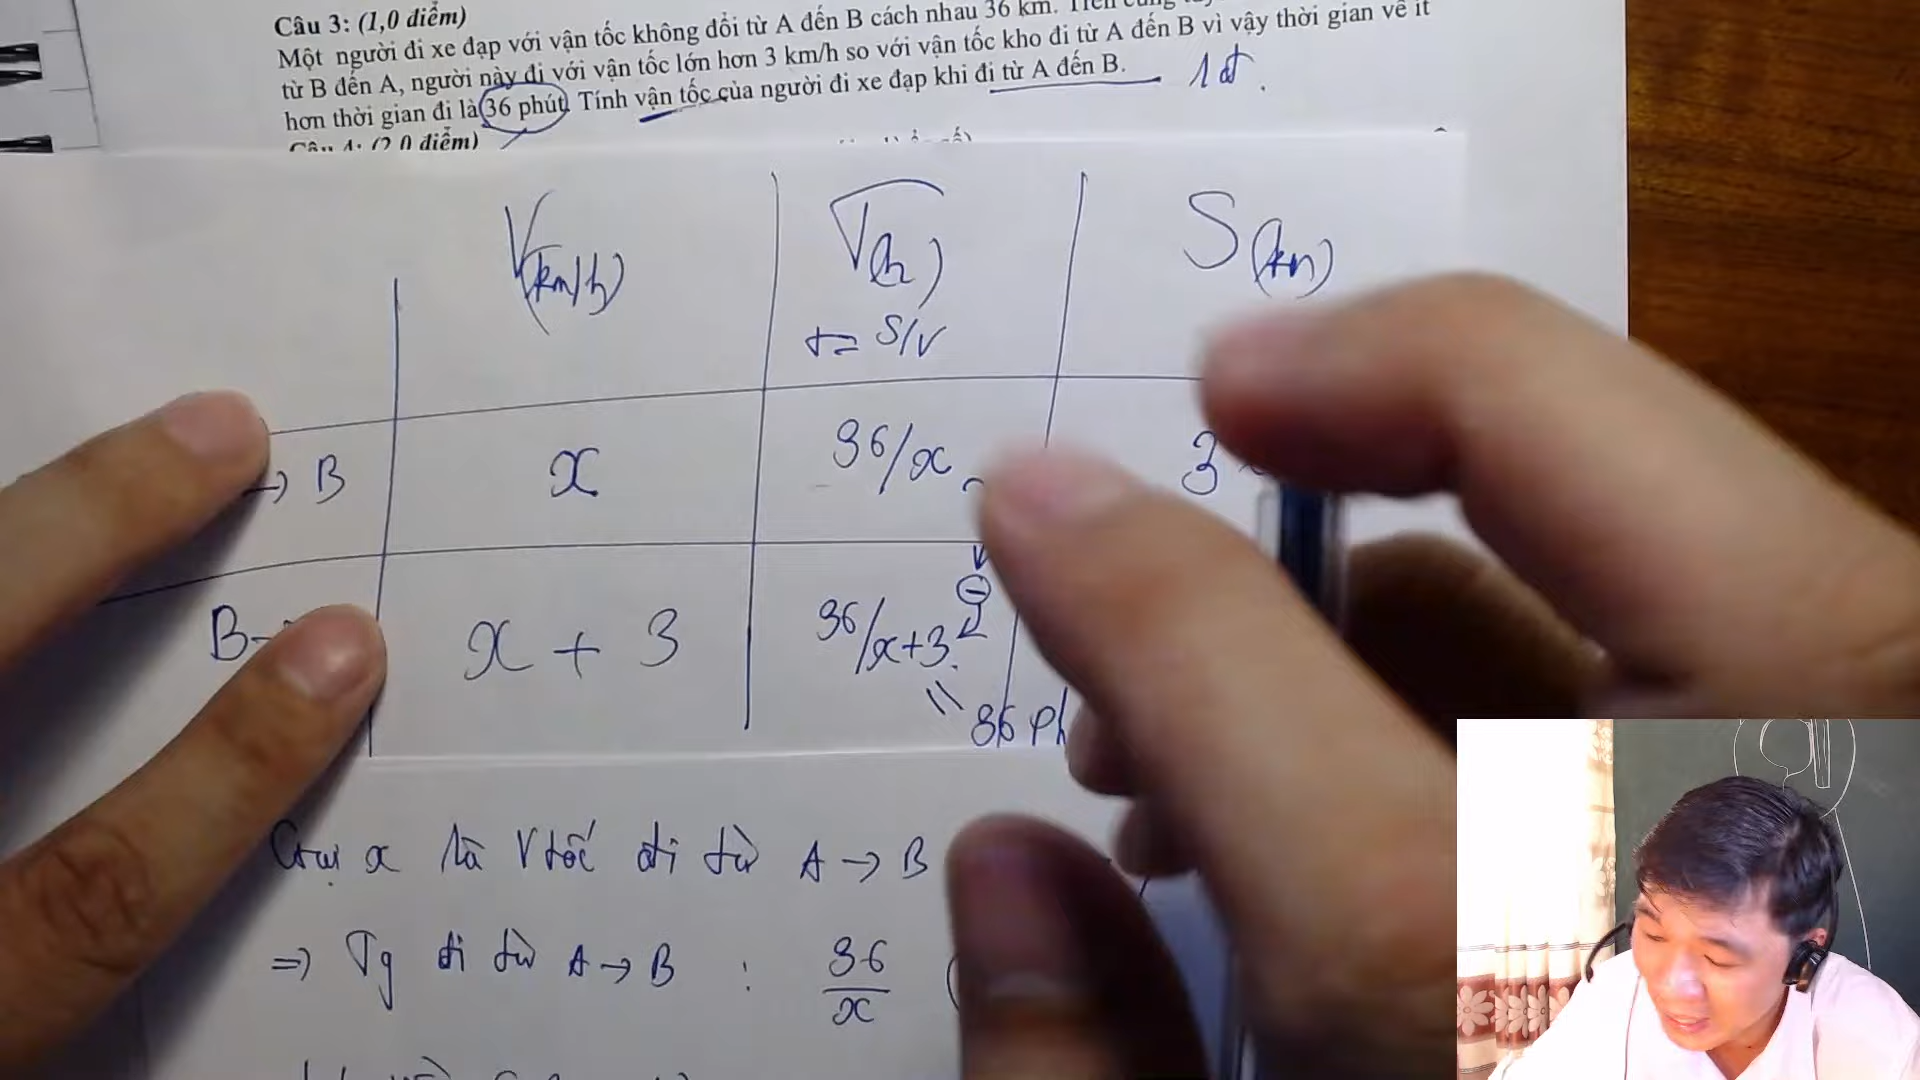 Câu 3: (1,0 điểm)
Một người đi xe đạp với vận tốc không đổi từ A đến B cách nhau 36 km.
từ B đến A, người này đi với vận tốc lớn hơn 3 km/h so với vận tốc kho đi từ A đến B vì vậy thời gian về ít
hơn thời gian đi là 36 phút. Tính vận tốc của người đi xe đạp khi đi từ A đến B.
1đ.
(2,0 điểm)
V(km/h) T(h) S(km)
t = S/V
→ B x 36/x 3
B x + 3 36/x+3
36 ph
Gọi x là Vtốc đi từ A → B
=> Tg đi từ A → B : 36/x (